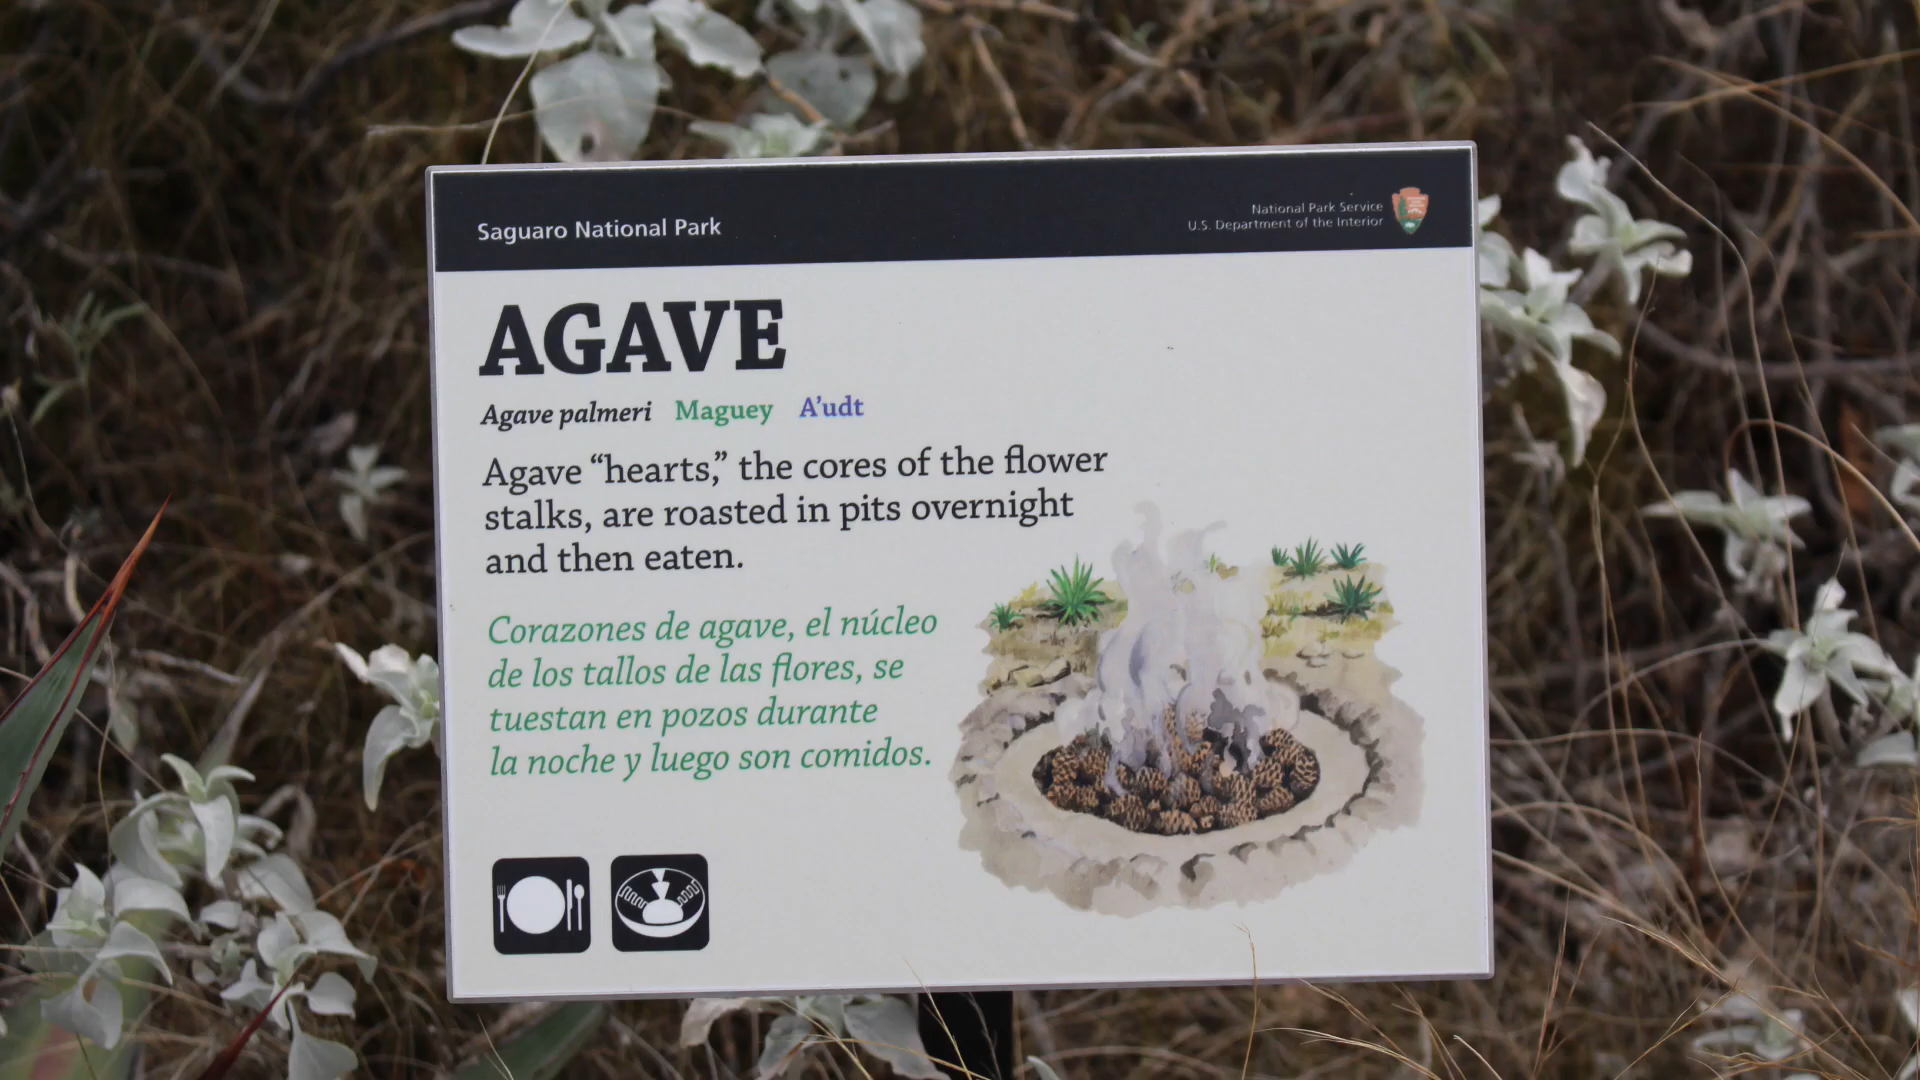 Saguaro National Park
National Park Service
U.S. Department of the Interior
AGAVE
Agave palmeri Maguey A’udt
Agave “hearts,” the cores of the flower
stalks, are roasted in pits overnight
and then eaten.
Corazones de agave, el núcleo
de los tallos de las flores, se
tuestan en pozos durante
la noche y luego son comidos.